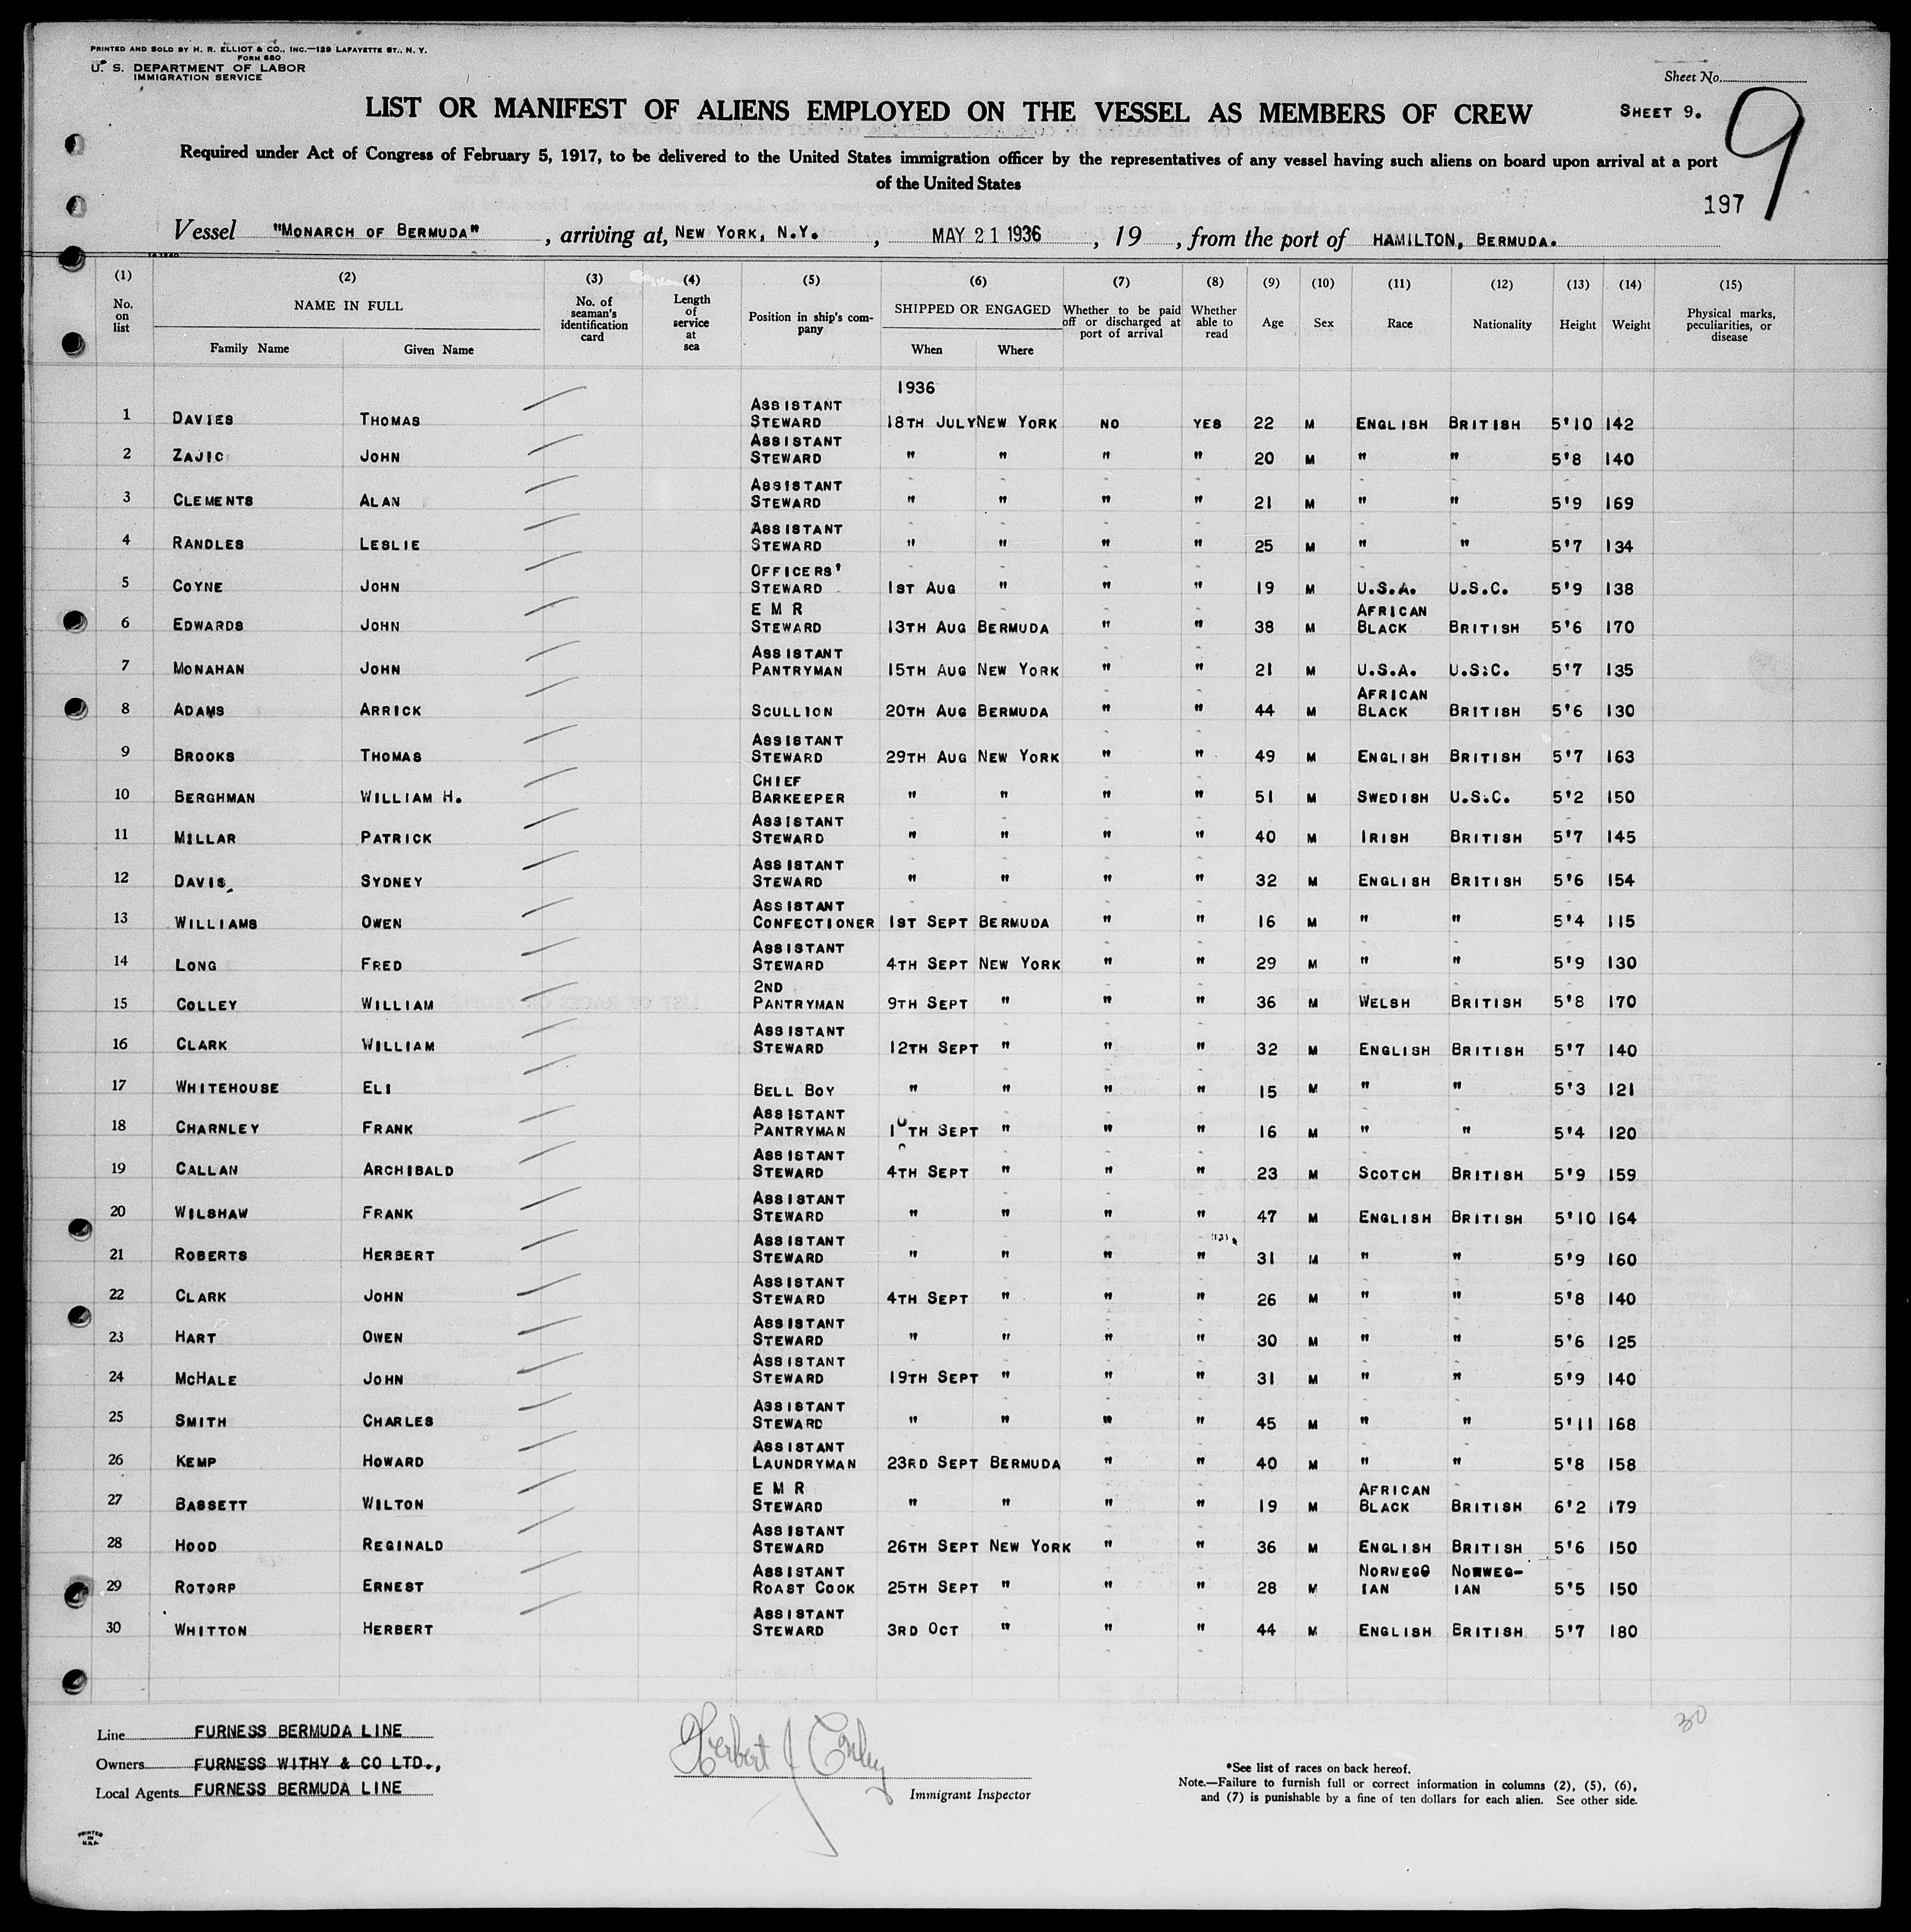 PRINTED AND SOLD BY H. R. ELLIOT & CO., INC.—129 LAFAYETTE ST., N. Y.
FORM 680
U. S. DEPARTMENT OF LABOR
IMMIGRATION SERVICE
Sheet No.
LIST OR MANIFEST OF ALIENS EMPLOYED ON THE VESSEL AS MEMBERS OF CREW
SHEET 9.
9
Required under Act of Congress of February 5, 1917, to be delivered to the United States immigration officer by the representatives of any vessel having such aliens on board upon arrival at a port
of the United States
197
Vessel "MONARCH OF BERMUDA", arriving at, NEW YORK, N.Y., MAY 21 1936, 19 , from the port of HAMILTON, BERMUDA.
(1) (2) (3) (4) (5) (6) (7) (8) (9) (10) (11) (12) (13) (14) (15)
No. on list NAME IN FULL Family Name Given Name No. of seaman's identification card Length of service at sea Position in ship's company SHIPPED OR ENGAGED When Where Whether to be paid off or discharged at port of arrival Whether able to read Age Sex Race Nationality Height Weight Physical marks, peculiarities, or disease
1936
1 DAVIES THOMAS ASSISTANT STEWARD 18TH JULY NEW YORK NO YES 22 M ENGLISH BRITISH 5'10 142
2 ZAJIC JOHN ASSISTANT STEWARD " " " " 20 M " " 5'8 140
3 CLEMENTS ALAN ASSISTANT STEWARD " " " " 21 M " " 5'9 169
4 RANDLES LESLIE ASSISTANT STEWARD " " " " 25 M " " 5'7 134
5 COYNE JOHN OFFICERS' STEWARD 1ST AUG " " " 19 M U.S.A. U.S.C. 5'9 138
6 EDWARDS JOHN E M R STEWARD 13TH AUG BERMUDA " " 38 M AFRICAN BLACK BRITISH 5'6 170
7 MONAHAN JOHN ASSISTANT PANTRYMAN 15TH AUG NEW YORK " " 21 M U.S.A. U.S.C. 5'7 135
8 ADAMS ARRICK SCULLION 20TH AUG BERMUDA " " 44 M AFRICAN BLACK BRITISH 5'6 130
9 BROOKS THOMAS ASSISTANT STEWARD 29TH AUG NEW YORK " " 49 M ENGLISH BRITISH 5'7 163
10 BERGHMAN WILLIAM H. CHIEF BARKEEPER " " " " 51 M SWEDISH U.S.C. 5'2 150
11 MILLAR PATRICK ASSISTANT STEWARD " " " " 40 M IRISH BRITISH 5'7 145
12 DAVIS SYDNEY ASSISTANT STEWARD " " " " 32 M ENGLISH BRITISH 5'6 154
13 WILLIAMS OWEN ASSISTANT CONFECTIONER 1ST SEPT BERMUDA " " 16 M " " 5'4 115
14 LONG FRED ASSISTANT STEWARD 4TH SEPT NEW YORK " " 29 M " " 5'9 130
15 COLLEY WILLIAM 2ND PANTRYMAN 9TH SEPT " " " 36 M WELSH BRITISH 5'8 170
16 CLARK WILLIAM ASSISTANT STEWARD 12TH SEPT " " " 32 M ENGLISH BRITISH 5'7 140
17 WHITEHOUSE ELI BELL BOY " " " " 15 M " " 5'3 121
18 CHARNLEY FRANK ASSISTANT PANTRYMAN SEPT " " " 16 M " " 5'4 120
19 CALLAN ARCHIBALD ASSISTANT STEWARD 4TH SEPT " " " 23 M SCOTCH BRITISH 5'9 159
20 WILSHAW FRANK ASSISTANT STEWARD " " " " 47 M ENGLISH BRITISH 5'10 164
21 ROBERTS HERBERT ASSISTANT STEWARD " " " " 31 M " " 5'9 160
22 CLARK JOHN ASSISTANT STEWARD 4TH SEPT " " " 26 M " " 5'8 140
23 HART OWEN ASSISTANT STEWARD " " " " 30 M " " 5'6 125
24 MCHALE JOHN ASSISTANT STEWARD 19TH SEPT " " " 31 M " " 5'9 140
25 SMITH CHARLES ASSISTANT STEWARD " " " " 45 M " " 5'11 168
26 KEMP HOWARD ASSISTANT LAUNDRYMAN 23RD SEPT BERMUDA " " 40 M " " 5'8 158
27 BASSETT WILTON E M R STEWARD " " " " 19 M AFRICAN BLACK BRITISH 6'2 179
28 HOOD REGINALD ASSISTANT STEWARD 26TH SEPT NEW YORK " " 36 M ENGLISH BRITISH 5'6 150
29 ROTORP ERNEST ASSISTANT ROAST COOK 25TH SEPT " " " 28 M NORWEGG IAN NORWEG- IAN 5'5 150
30 WHITTON HERBERT ASSISTANT STEWARD 3RD OCT " " " 44 M ENGLISH BRITISH 5'7 180
30
Line FURNESS BERMUDA LINE
Owners FURNESS WITHY & CO LTD.,
Local Agents FURNESS BERMUDA LINE
Herbert J Conley
Immigrant Inspector
*See list of races on back hereof.
Note.—Failure to furnish full or correct information in columns (2), (5), (6),
and (7) is punishable by a fine of ten dollars for each alien. See other side.
PRINTED
IN
U.S.A.